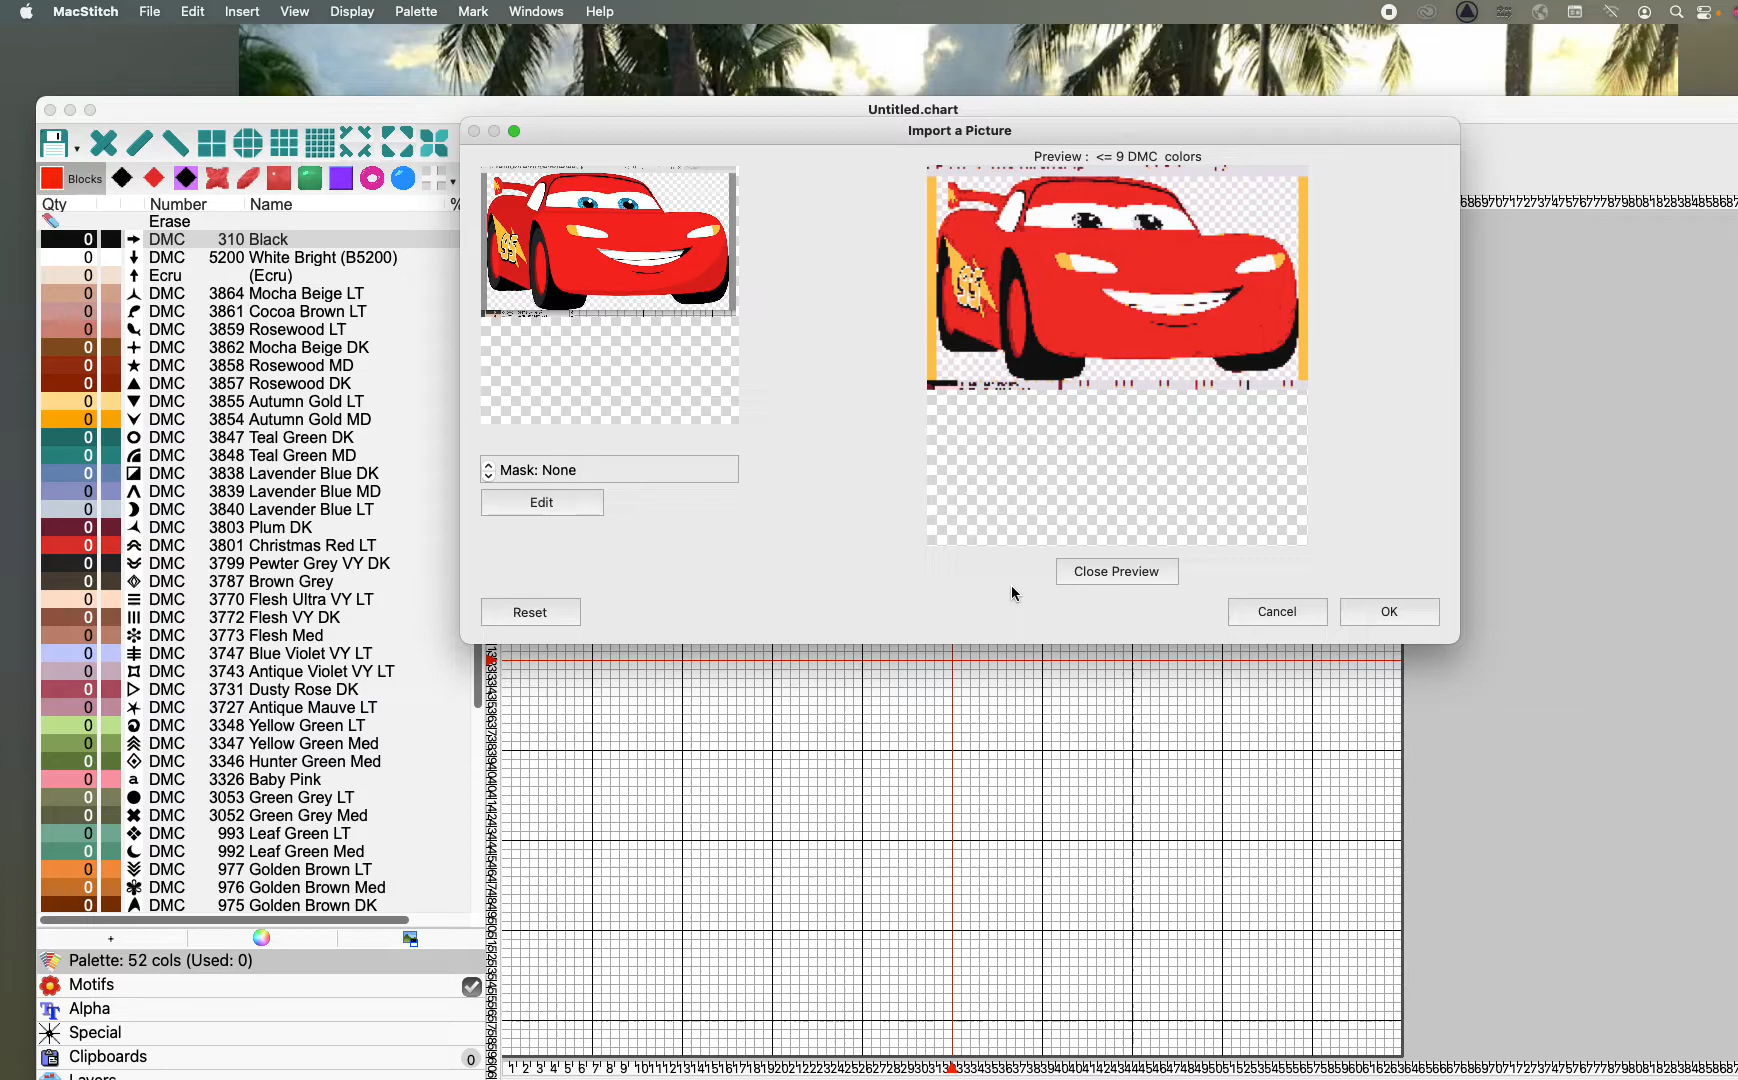 MacStitch File Edit Insert View Display Palette Mark Windows Help
Untitled.chart
Import a Picture
Preview : <= 9 DMC colors
Blocks
Qty Number Name %
Erase
0 DMC 310 Black
0 DMC 5200 White Bright (B5200)
0 Ecru (Ecru)
0 DMC 3864 Mocha Beige LT
0 DMC 3861 Cocoa Brown LT
0 DMC 3859 Rosewood LT
0 DMC 3862 Mocha Beige DK
0 DMC 3858 Rosewood MD
0 DMC 3857 Rosewood DK
0 DMC 3855 Autumn Gold LT
0 DMC 3854 Autumn Gold MD
0 DMC 3847 Teal Green DK
0 DMC 3848 Teal Green MD
0 DMC 3838 Lavender Blue DK
0 DMC 3839 Lavender Blue MD
0 DMC 3840 Lavender Blue LT
0 DMC 3803 Plum DK
0 DMC 3801 Christmas Red LT
0 DMC 3799 Pewter Grey VY DK
0 DMC 3787 Brown Grey
0 DMC 3770 Flesh Ultra VY LT
0 DMC 3772 Flesh VY DK
0 DMC 3773 Flesh Med
0 DMC 3747 Blue Violet VY LT
0 DMC 3743 Antique Violet VY LT
0 DMC 3731 Dusty Rose DK
0 DMC 3727 Antique Mauve LT
0 DMC 3348 Yellow Green LT
0 DMC 3347 Yellow Green Med
0 DMC 3346 Hunter Green Med
0 DMC 3326 Baby Pink
0 DMC 3053 Green Grey LT
0 DMC 3052 Green Grey Med
0 DMC 993 Leaf Green LT
0 DMC 992 Leaf Green Med
0 DMC 977 Golden Brown LT
0 DMC 976 Golden Brown Med
0 DMC 975 Golden Brown DK
+
Palette: 52 cols (Used: 0)
Motifs
Alpha
Special
Clipboards 0
Layers
95
95
Mask: None
Edit
Close Preview
Reset
Cancel
OK